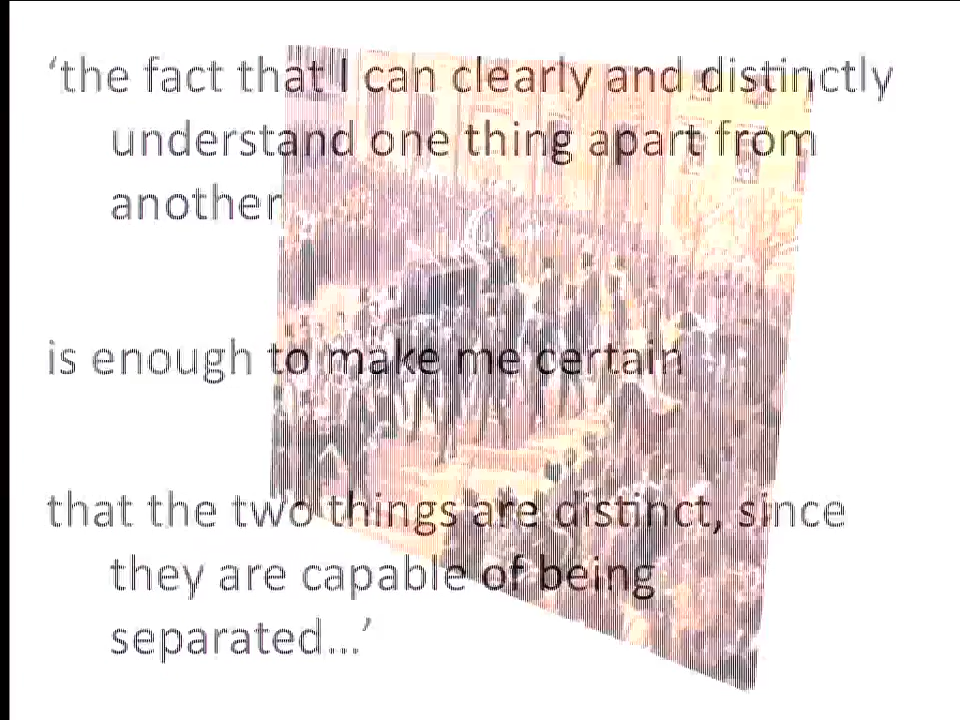 ‘the fact that I can clearly and distinctly
understand one thing apart from
another
is enough to make me certain
that the two things are distinct, since
they are capable of being
separated...’